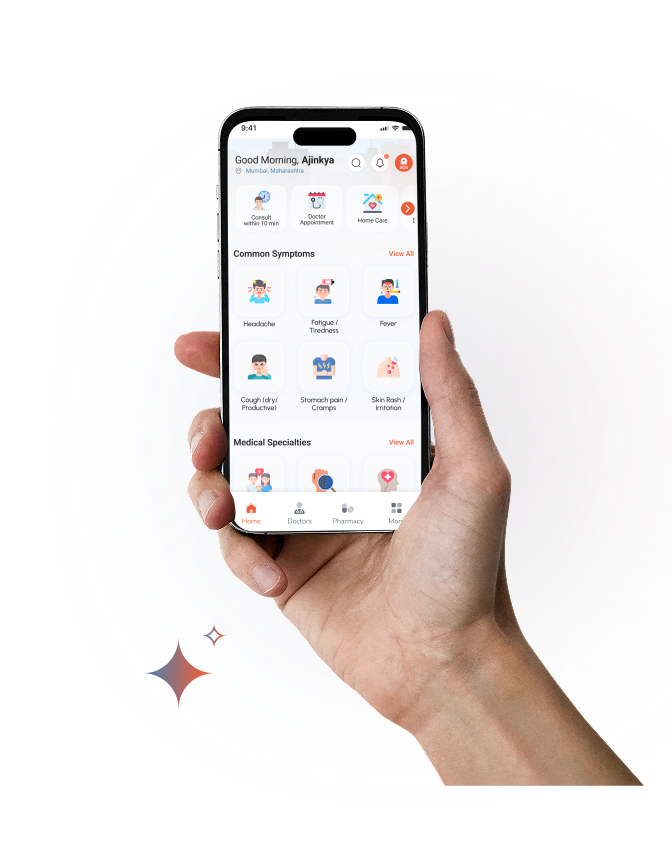 9:41
Good Morning, Ajinkya
Mumbai, Maharashtra
SOS
Consult
within 10 min
Doctor
Appointment
Home Care
Common Symptoms
View All
Headache
Fatigue /
Tiredness
Fever
Cough (dry/
Productive)
Stomach pain /
Cramps
Skin Rash /
Irritation
Medical Specialties
View All
Home
Doctors
Pharmacy